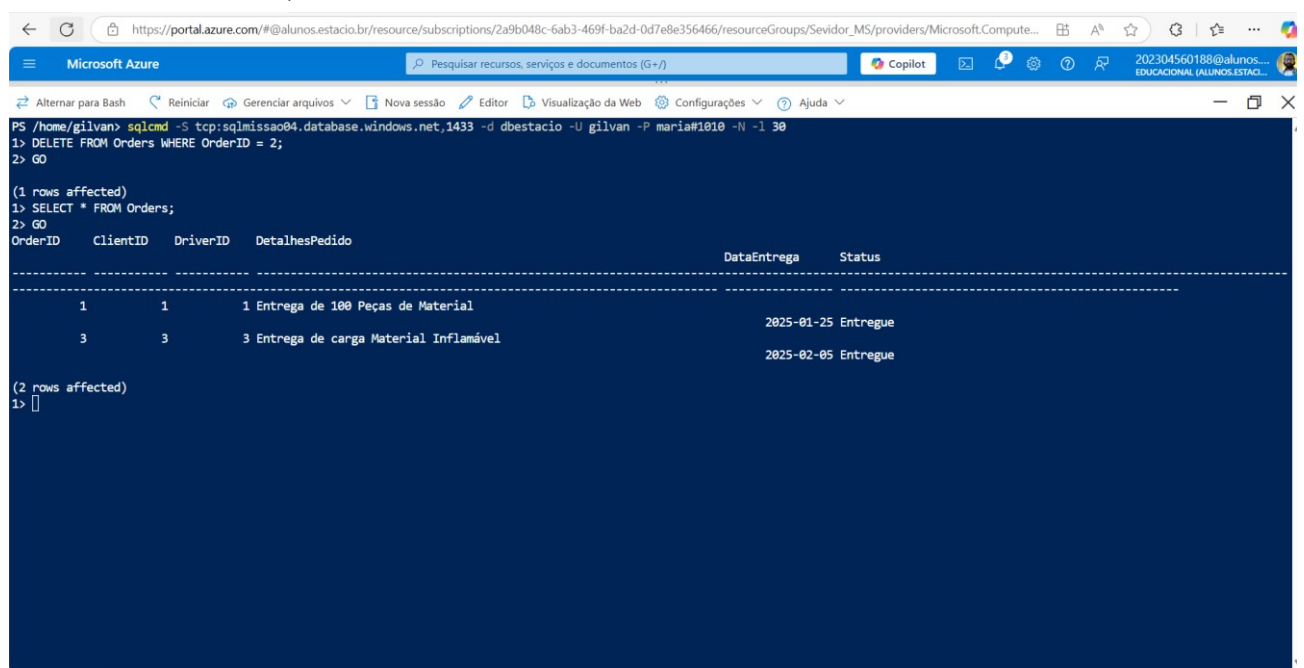 https://portal.azure.com/#@alunos.estacio.br/resource/subscriptions/2a9b048c-6ab3-469f-ba2d-0d7e8e356466/resourceGroups/Sevidor_MS/providers/Microsoft.Compute...
Microsoft Azure
Pesquisar recursos, serviços e documentos (G+/)
Copilot
3
202304560188@alunos....
EDUCACIONAL (ALUNOS.ESTACI...
Alternar para Bash Reiniciar Gerenciar arquivos Nova sessão Editor Visualização da Web Configurações Ajuda
PS /home/gilvan> sqlcmd -S tcp:sqlmissao04.database.windows.net,1433 -d dbestacio -U gilvan -P maria#1010 -N -l 30
1> DELETE FROM Orders WHERE OrderID = 2;
2> GO
(1 rows affected)
1> SELECT * FROM Orders;
2> GO
OrderID ClientID DriverID DetalhesPedido
DataEntrega Status
1 1 1 Entrega de 100 Peças de Material
2025-01-25 Entregue
3 3 3 Entrega de carga Material Inflamável
2025-02-05 Entregue
(2 rows affected)
1>